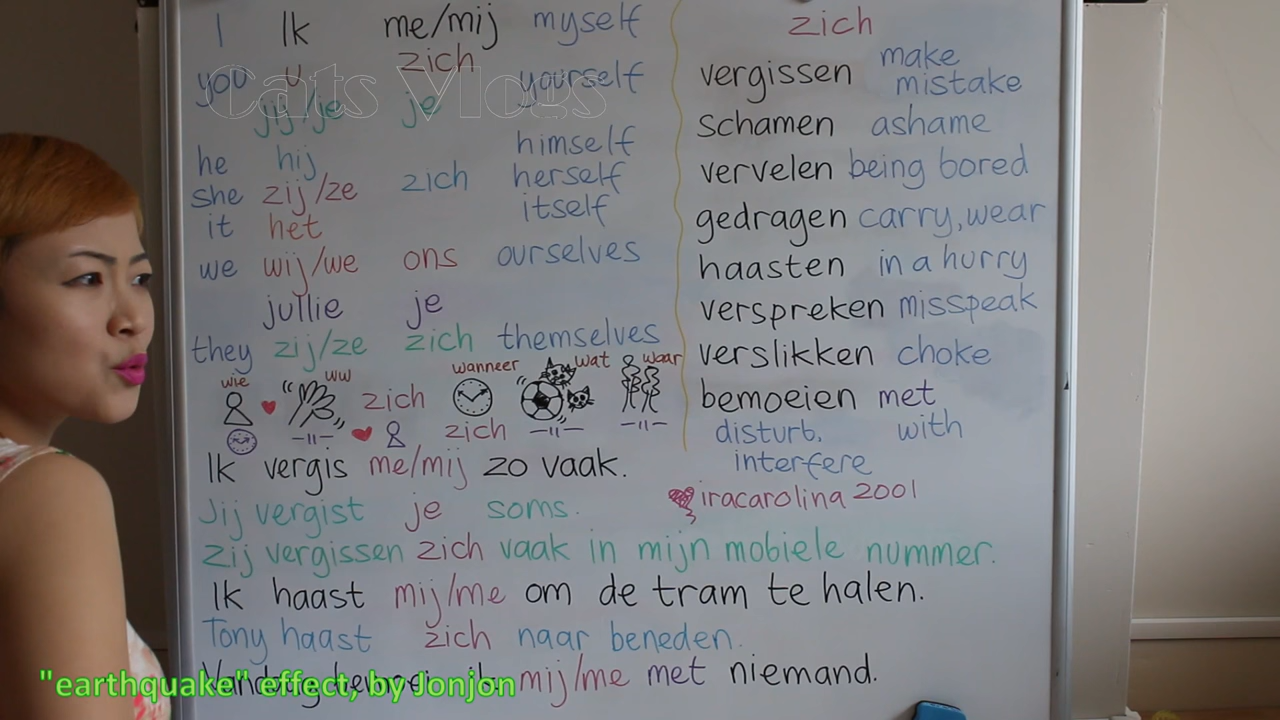 I Ik me/mij myself
zich
you u yourself
jij/je je
Cats Vlogs
himself
he hij
she zij/ze zich herself
it het itself
we wij/we ons ourselves
jullie je
they zij/ze zich themselves
wie ww zich wanneer wat waar
zich
Ik vergis me/mij zo vaak.
Jij vergist je soms.
Zij vergissen zich vaak in mijn mobiele nummer.
Ik haast mij/me om de tram te halen.
Tony haast zich naar beneden.
mij/me met niemand.
zich
make
vergissen mistake
schamen ashame
vervelen being bored
gedragen carry,wear
haasten in a hurry
verspreken misspeak
verslikken choke
bemoeien met
disturb. with
interfere
iracarolina 2001
"earthquake" effect, by Jonjon